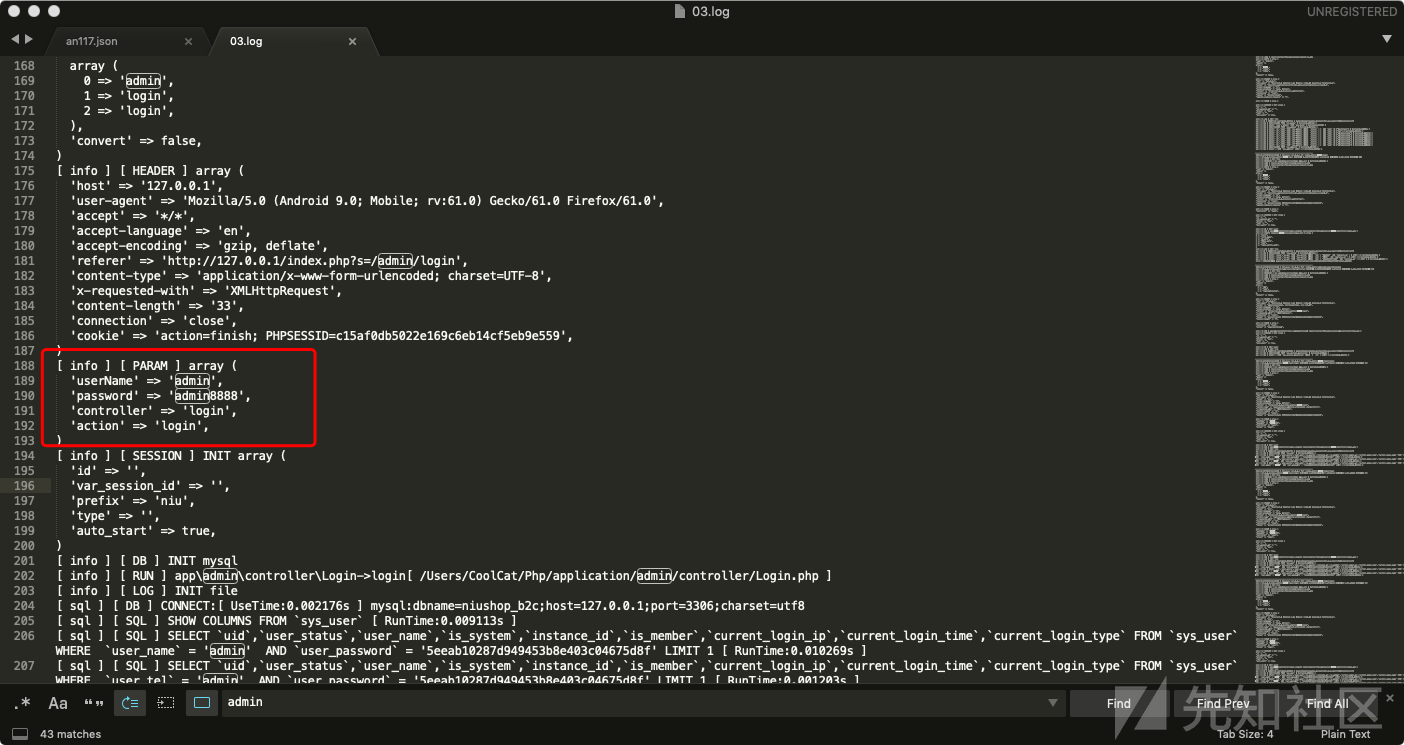 03.log
UNREGISTERED
an117.json
03.log
168 array (
169 0 => 'admin',
170 1 => 'login',
171 2 => 'login',
172 ),
173 'convert' => false,
174 )
175 [ info ] [ HEADER ] array (
176 'host' => '127.0.0.1',
177 'user-agent' => 'Mozilla/5.0 (Android 9.0; Mobile; rv:61.0) Gecko/61.0 Firefox/61.0',
178 'accept' => '*/*',
179 'accept-language' => 'en',
180 'accept-encoding' => 'gzip, deflate',
181 'referer' => 'http://127.0.0.1/index.php?s=/admin/login',
182 'content-type' => 'application/x-www-form-urlencoded; charset=UTF-8',
183 'x-requested-with' => 'XMLHttpRequest',
184 'content-length' => '33',
185 'connection' => 'close',
186 'cookie' => 'action=finish; PHPSESSID=c15af0db5022e169c6eb14cf5eb9e559',
187 )
188 [ info ] [ PARAM ] array (
189 'userName' => 'admin',
190 'password' => 'admin8888',
191 'controller' => 'login',
192 'action' => 'login',
193 )
194 [ info ] [ SESSION ] INIT array (
195 'id' => '',
196 'var_session_id' => '',
197 'prefix' => 'niu',
198 'type' => '',
199 'auto_start' => true,
200 )
201 [ info ] [ DB ] INIT mysql
202 [ info ] [ RUN ] app\admin\controller\Login->login[ /Users/CoolCat/Php/application/admin/controller/Login.php ]
203 [ info ] [ LOG ] INIT file
204 [ sql ] [ DB ] CONNECT:[ UseTime:0.002176s ] mysql:dbname=niushop_b2c;host=127.0.0.1;port=3306;charset=utf8
205 [ sql ] [ SQL ] SHOW COLUMNS FROM `sys_user` [ RunTime:0.009113s ]
206 [ sql ] [ SQL ] SELECT `uid`,`user_status`,`user_name`,`is_system`,`instance_id`,`is_member`,`current_login_ip`,`current_login_time`,`current_login_type` FROM `sys_user`
WHERE `user_name` = 'admin' AND `user_password` = '5eeab10287d949453b8e403c04675d8f' LIMIT 1 [ RunTime:0.010269s ]
207 [ sql ] [ SQL ] SELECT `uid`,`user_status`,`user_name`,`is_system`,`instance_id`,`is_member`,`current_login_ip`,`current_login_time`,`current_login_type` FROM `sys_user`
WHERE `user_tel` = 'admin' AND `user_password` = '5eeab10287d949453b8e403c04675d8f' LIMIT 1 [ RunTime:0.001203s ]
.* Aa “” admin Find Find Prev Find All
先知社区
43 matches Tab Size: 4 Plain Text